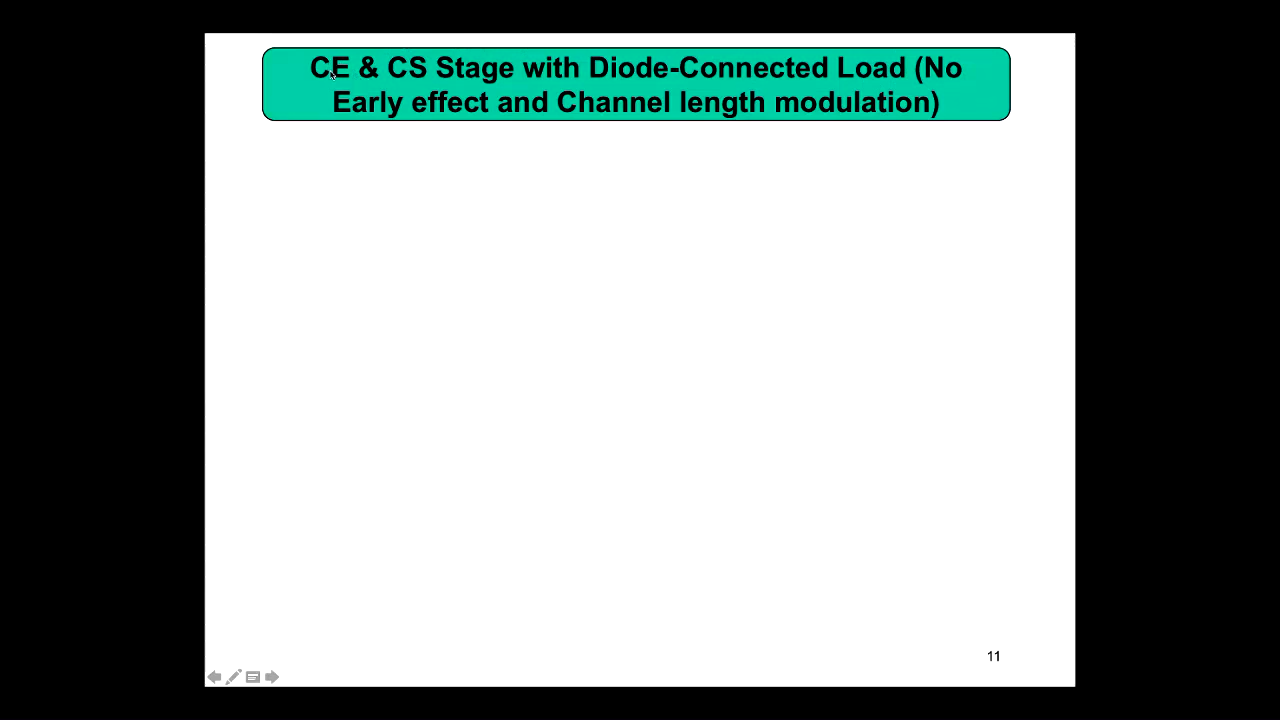 CE & CS Stage with Diode-Connected Load (No
Early effect and Channel length modulation)
11